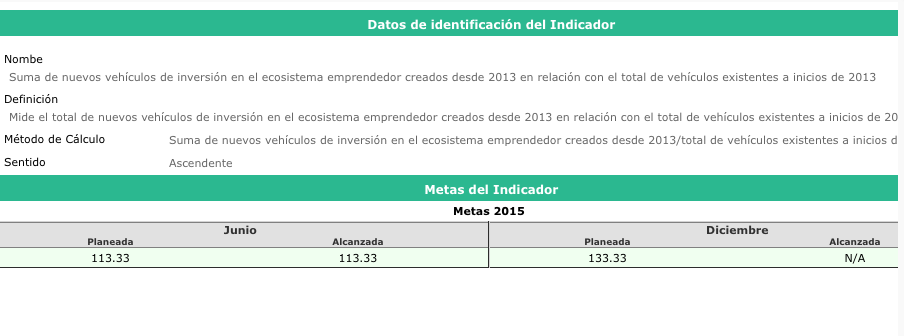 Datos de identificación del Indicador
Nombe
Suma de nuevos vehículos de inversión en el ecosistema emprendedor creados desde 2013 en relación con el total de vehículos existentes a inicios de 2013
Definición
Mide el total de nuevos vehículos de inversión en el ecosistema emprendedor creados desde 2013 en relación con el total de vehículos existentes a inicios de 20
Método de Cálculo Suma de nuevos vehículos de inversión en el ecosistema emprendedor creados desde 2013/total de vehículos existentes a inicios d
Sentido Ascendente
Metas del Indicador
Metas 2015
Junio Diciembre
Planeada Alcanzada Planeada Alcanzada
113.33 113.33 133.33 N/A